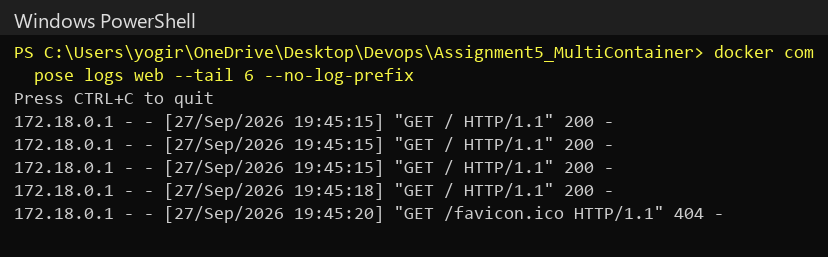 Windows PowerShell
PS C:\Users\yogir\OneDrive\Desktop\Devops\Assignment5_MultiContainer> docker com
pose logs web --tail 6 --no-log-prefix
Press CTRL+C to quit
172.18.0.1 - - [27/Sep/2026 19:45:15] "GET / HTTP/1.1" 200 -
172.18.0.1 - - [27/Sep/2026 19:45:15] "GET / HTTP/1.1" 200 -
172.18.0.1 - - [27/Sep/2026 19:45:15] "GET / HTTP/1.1" 200 -
172.18.0.1 - - [27/Sep/2026 19:45:18] "GET / HTTP/1.1" 200 -
172.18.0.1 - - [27/Sep/2026 19:45:20] "GET /favicon.ico HTTP/1.1" 404 -